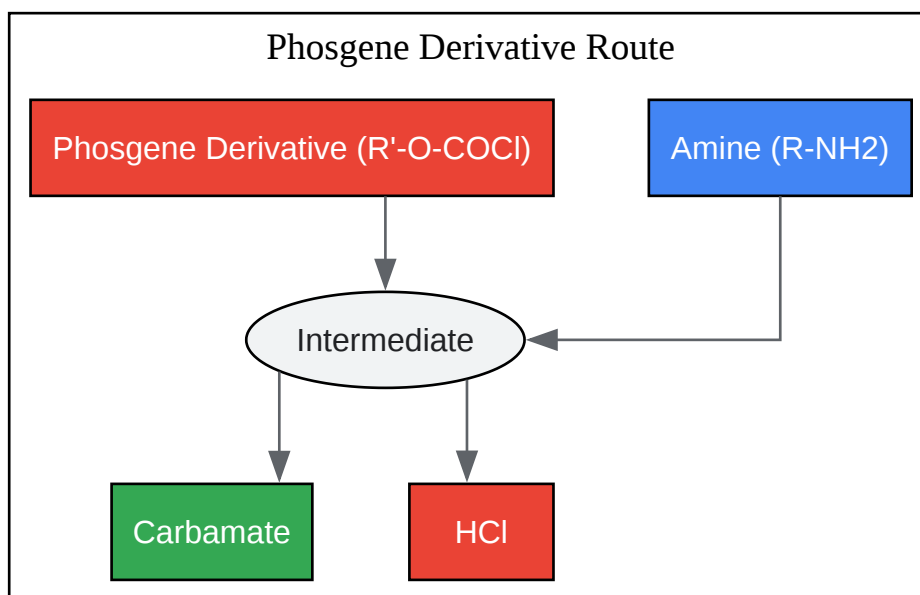 Phosgene Derivative Route
Phosgene Derivative (R'-O-COCl)
Amine (R-NH2)
Intermediate
Carbamate
HCl